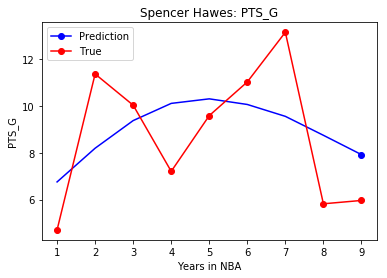 Spencer Hawes: PTS_G
Prediction
True
PTS_G
12
10
8
6
1 2 3 4 5 6 7 8 9
Years in NBA